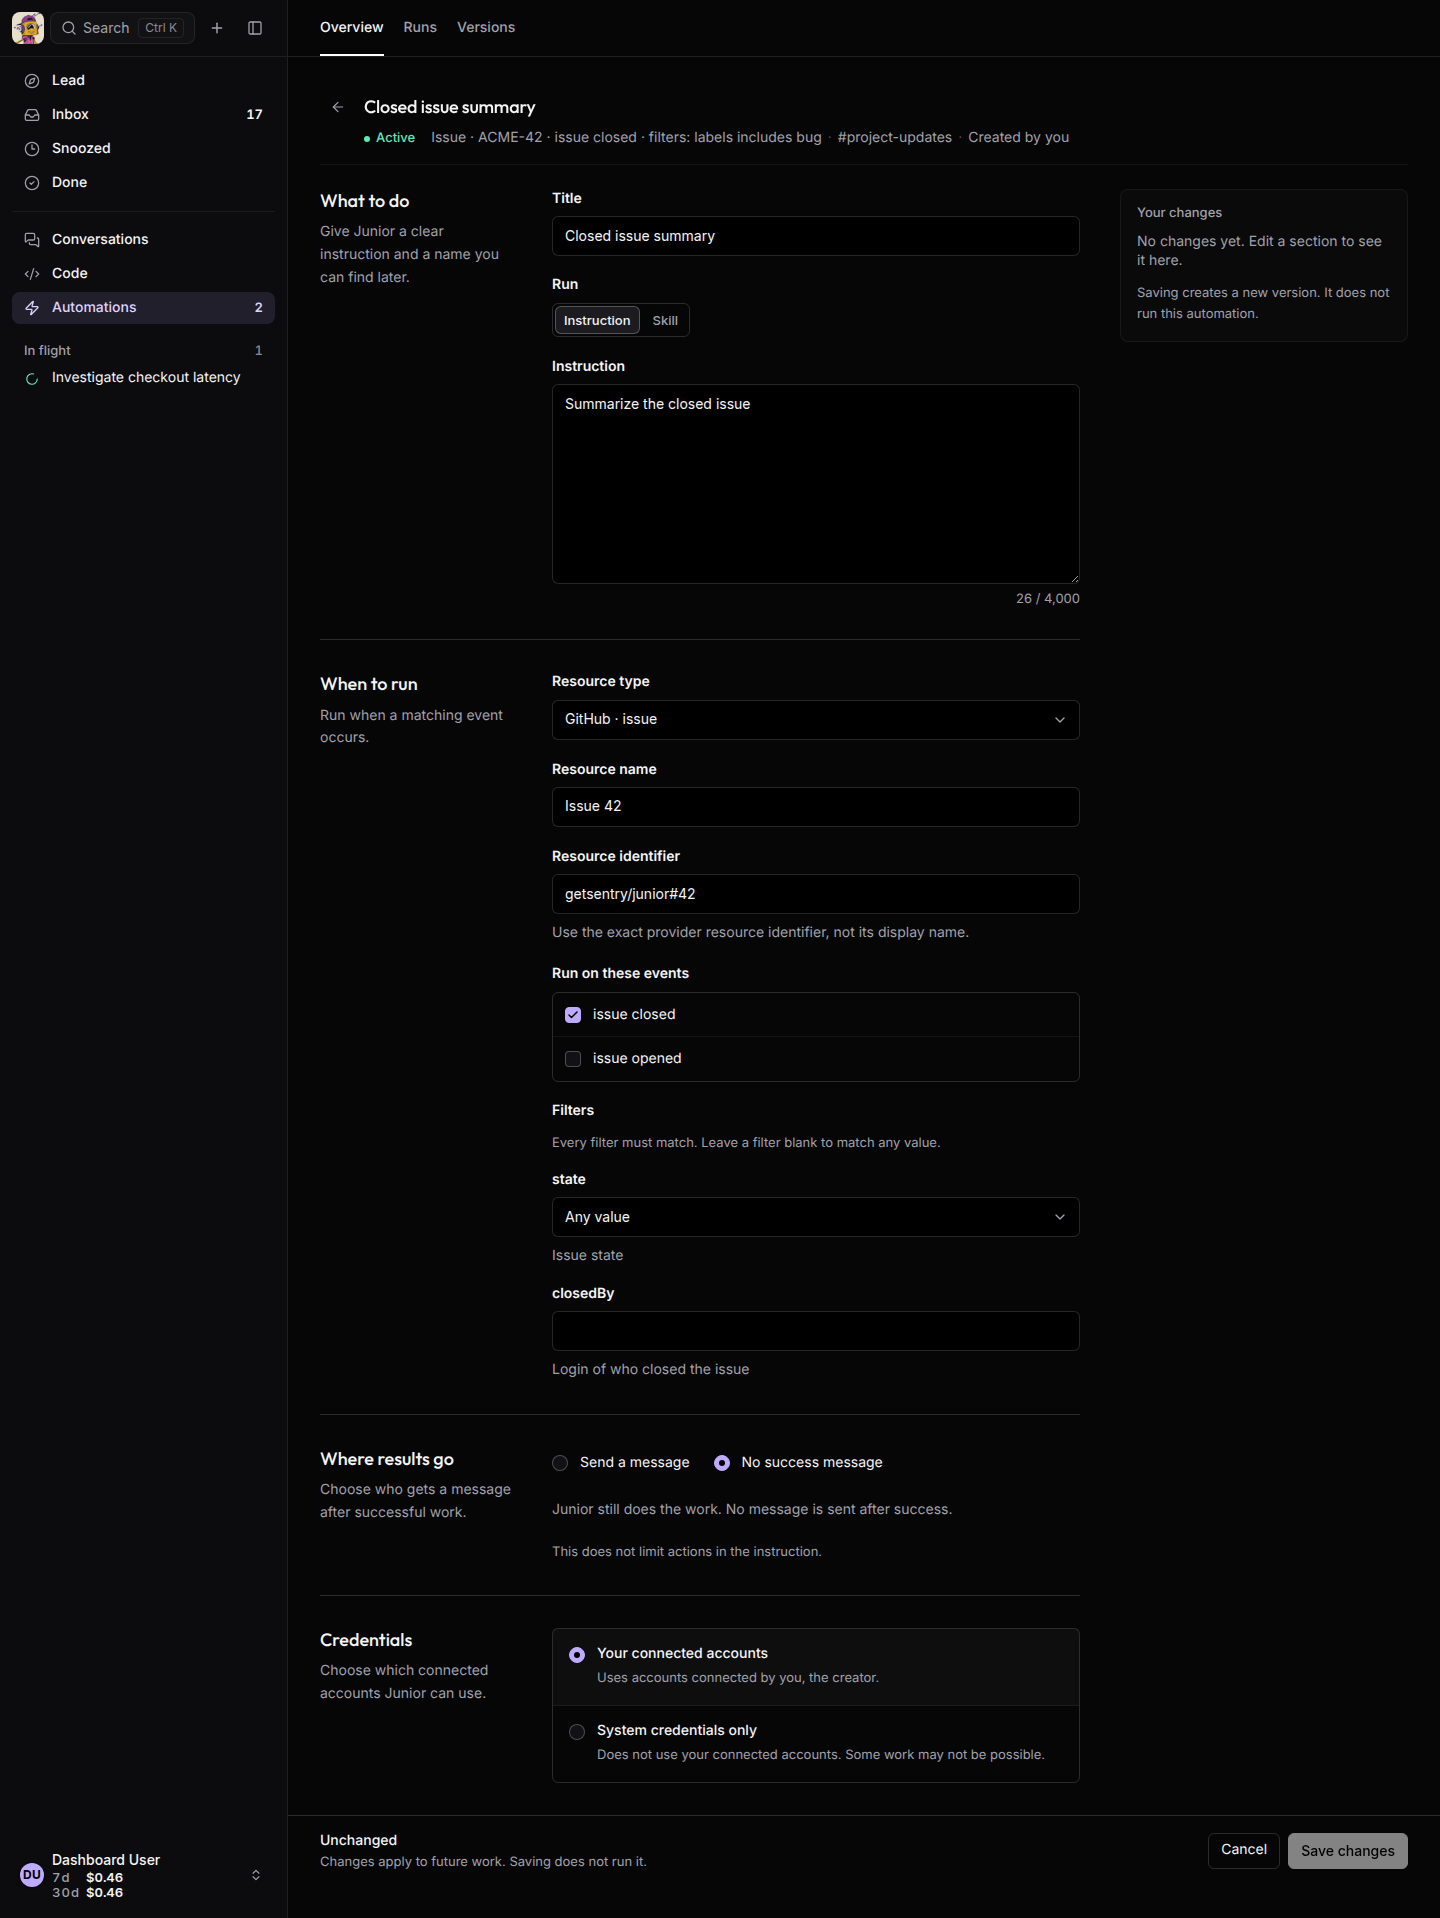 Search Ctrl K
Lead
Inbox 17
Snoozed
Done
Conversations
Code
Automations 2
In flight 1
Investigate checkout latency
DU
Dashboard User
7d $0.46
30d $0.46
Overview Runs Versions
Closed issue summary
Active Issue · ACME-42 · issue closed · filters: labels includes bug · #project-updates · Created by you
What to do
Give Junior a clear
instruction and a name you
can find later.
Title
Closed issue summary
Run
Instruction Skill
Instruction
Summarize the closed issue
26 / 4,000
Your changes
No changes yet. Edit a section to see
it here.
Saving creates a new version. It does not
run this automation.
When to run
Run when a matching event
occurs.
Resource type
GitHub · issue
Resource name
Issue 42
Resource identifier
getsentry/junior#42
Use the exact provider resource identifier, not its display name.
Run on these events
issue closed
issue opened
Filters
Every filter must match. Leave a filter blank to match any value.
state
Any value
Issue state
closedBy
Login of who closed the issue
Where results go
Choose who gets a message
after successful work.
Send a message No success message
Junior still does the work. No message is sent after success.
This does not limit actions in the instruction.
Credentials
Choose which connected
accounts Junior can use.
Your connected accounts
Uses accounts connected by you, the creator.
System credentials only
Does not use your connected accounts. Some work may not be possible.
Unchanged
Changes apply to future work. Saving does not run it.
Cancel Save changes